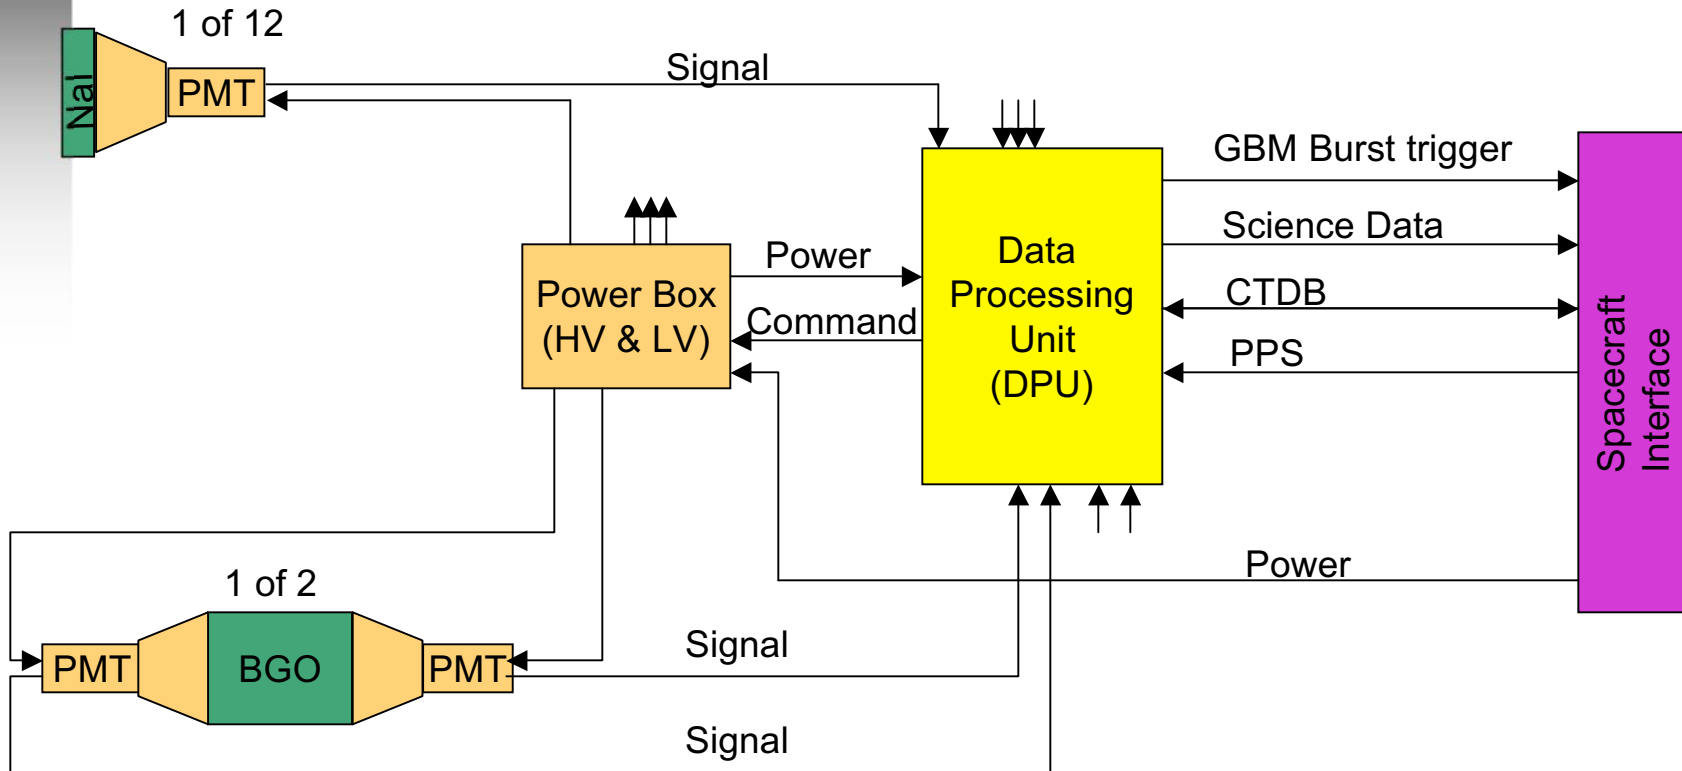 1 of 12
NaI
PMT
Signal
GBM Burst trigger
Science Data
CTDB
PPS
Power
Command
Power Box
(HV & LV)
Data
Processing
Unit
(DPU)
Spacecraft
Interface
Power
1 of 2
PMT
BGO
PMT
Signal
Signal